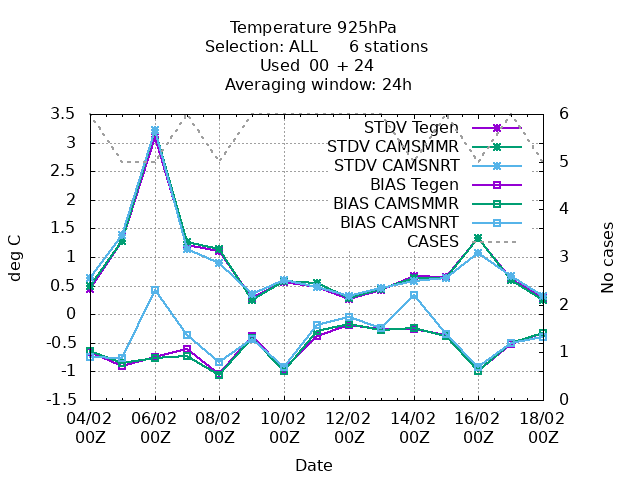 Temperature 925hPa
Selection: ALL 6 stations
Used 00 + 24
Averaging window: 24h
3.5
3
2.5
2
1.5
1
0.5
0
-0.5
-1
-1.5
deg C
6
5
4
3
2
1
0
No cases
STDV Tegen
STDV CAMSMMR
STDV CAMSNRT
BIAS Tegen
BIAS CAMSMMR
BIAS CAMSNRT
CASES
04/02 06/02 08/02 10/02 12/02 14/02 16/02 18/02
00Z 00Z 00Z 00Z 00Z 00Z 00Z 00Z
Date